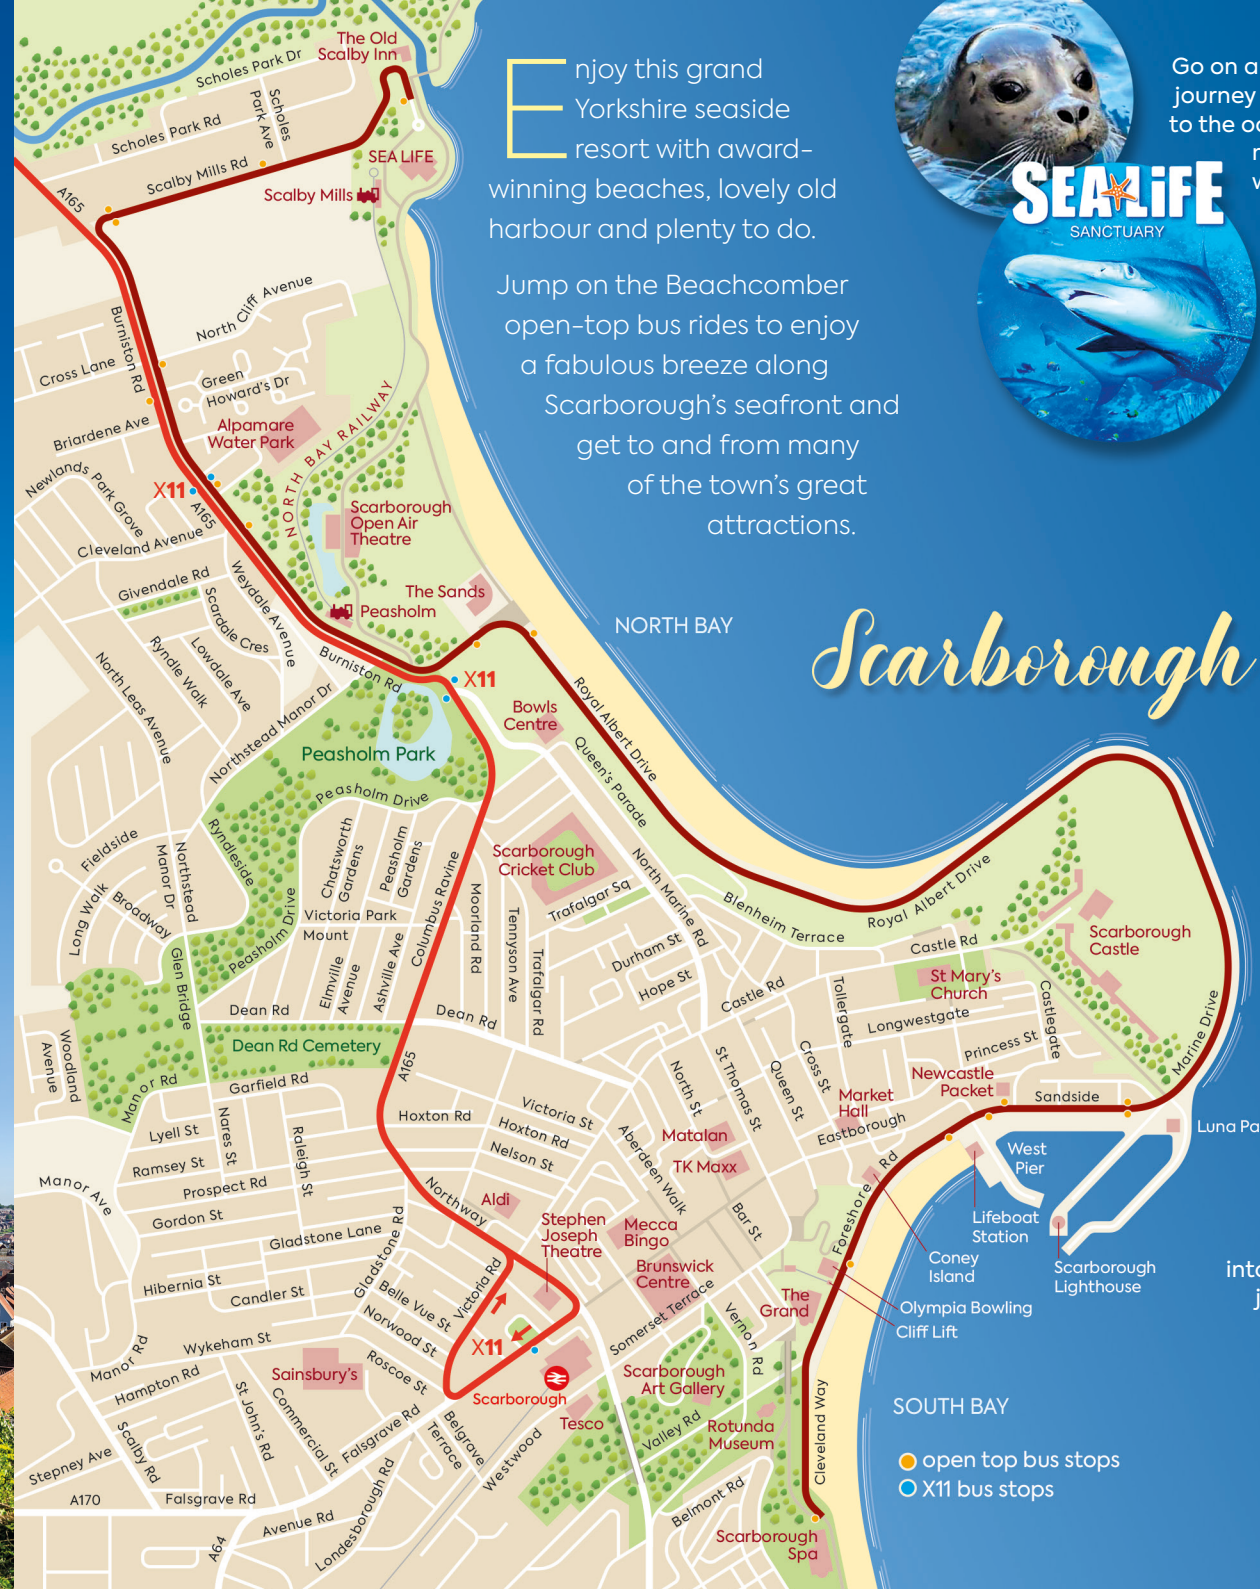 Enjoy this grand
Yorkshire seaside
resort with award-
winning beaches, lovely old
harbour and plenty to do.
Jump on the Beachcomber
open-top bus rides to enjoy
a fabulous breeze along
Scarborough's seafront and
get to and from many
of the town's great
attractions.
Go on a
journey
to the
SEA LiFE
SANCTUARY
Scarborough
NORTH BAY
SOUTH BAY
open top bus stops
X11 bus stops
The Old
Scalby Inn
Scholes Park Dr
Scholes
Park Ave
Scholes Park Rd
Scalby Mills Rd
SEA LIFE
Scalby Mills
A165
North Cliff Avenue
Burniston Rd
Cross Lane
Green
Howard's Dr
Briardene Ave
Alpamare
Water Park
NORTH BAY RAILWAY
Newlands
Park Grove
X11
A165
Cleveland Avenue
Scarborough
Open Air
Theatre
Givendale Rd
Weydale Avenue
Scardale Cres
The Sands
Peasholm
Ryndle Walk
Lowdale Ave
North Leas Avenue
Burniston Rd
Northstead Manor Dr
X11
Bowls
Centre
Royal Albert Drive
Queen's Parade
Peasholm Park
Peasholm Drive
Ryndleside
Fieldside
Northstead
Manor Dr
Long Walk
Broadway
Chatsworth
Gardens
Peasholm
Gardens
Columbus Ravine
Scarborough
Cricket Club
Trafalgar Sq
North Marine Rd
Blenheim Terrace
Royal Albert Drive
Victoria Park
Mount
Moorland Rd
Tennyson Ave
Trafalgar Rd
Durham St
Hope St
Castle Rd
Castle Rd
Scarborough
Castle
St Mary's
Church
Peasholm Drive
Glen Bridge
Elmville
Avenue
Ashville Ave
Dean Rd
Dean Rd
Dean Rd Cemetery
Woodland
Avenue
Manor Rd
Garfield Rd
A165
Tollergate
Longwestgate
Castlegate
Princess St
Marine Drive
Cross St
Queen St
St Thomas St
North St
Newcastle
Packet
Sandside
Market
Hall
Eastborough
Luna Pa
West
Pier
Lyell St
Nares St
Raleigh St
Hoxton Rd
Victoria St
Hoxton Rd
Nelson St
Aberdeen Walk
Matalan
TK Maxx
Ramsey St
Prospect Rd
Manor Ave
Gordon St
Gladstone Lane
Gladstone Rd
Northway
Aldi
Stephen
Joseph
Theatre
Mecca
Bingo
Bar St
Foreshore Rd
Lifeboat
Station
Coney
Island
Scarborough
Lighthouse
into
j
Hibernia St
Candler St
Belle Vue St
Victoria Rd
Brunswick
Centre
Somerset Terrace
The
Grand
Olympia Bowling
Cliff Lift
Manor Rd
Wykeham St
Norwood St
X11
Vernon Rd
Hampton Rd
Sainsbury's
Roscoe St
Scarborough
Scarborough
Art Gallery
St John's Rd
Commercial St
Falsgrave Rd
Belgrave
Terrace
Westwood
Tesco
Valley Rd
Rotunda
Museum
Cleveland Way
Scalby Rd
Stepney Ave
A170
Falsgrave Rd
Avenue Rd
A64
Londesborough Rd
Belmont Rd
Scarborough
Spa